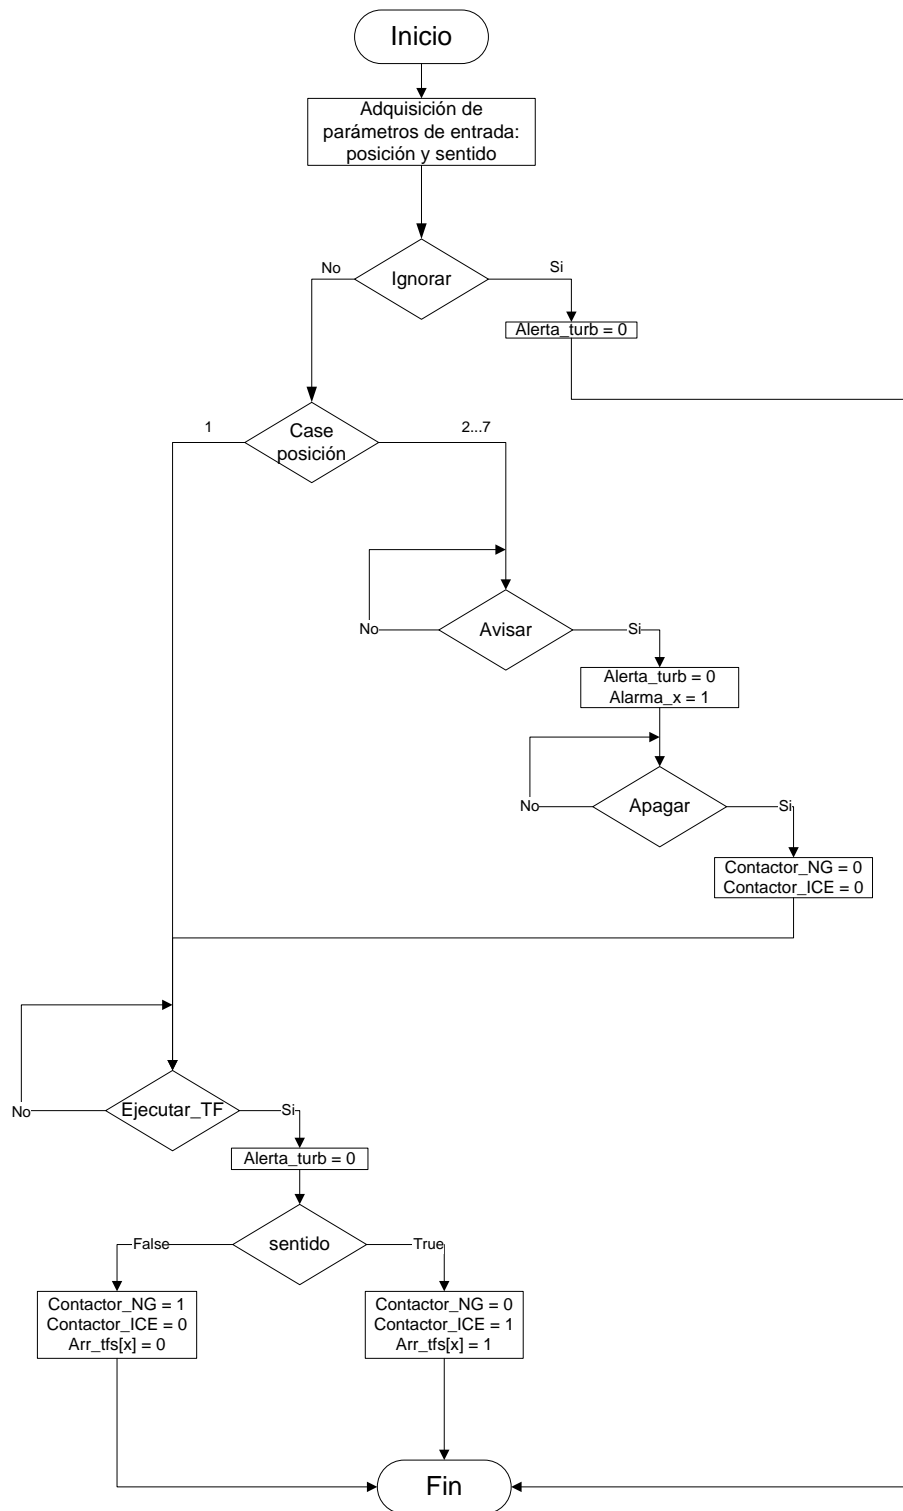 Inicio
Adquisición de
parámetros de entrada:
posición y sentido
Ignorar
No
Si
Alerta_turb = 0
Case
posición
1
2...7
Avisar
No
Si
Alerta_turb = 0
Alarma_x = 1
Apagar
No
Si
Contactor_NG = 0
Contactor_ICE = 0
Ejecutar_TF
No
Si
Alerta_turb = 0
sentido
False
True
Contactor_NG = 1
Contactor_ICE = 0
Arr_tfs[x] = 0
Contactor_NG = 0
Contactor_ICE = 1
Arr_tfs[x] = 1
Fin